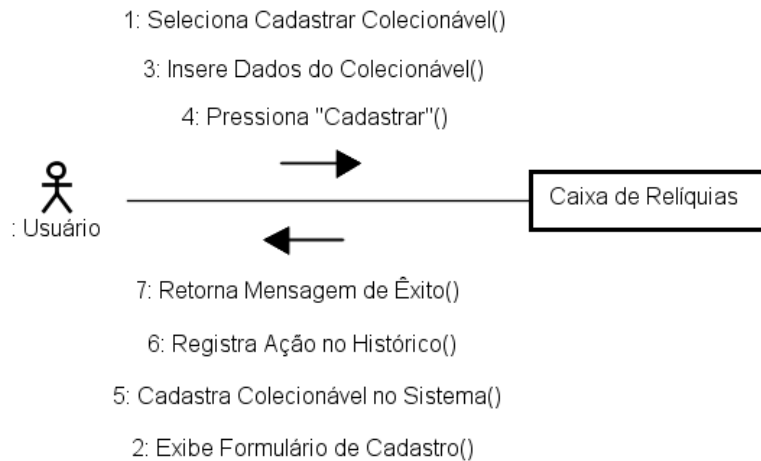 1: Seleciona Cadastrar Colecionável()
3: Insere Dados do Colecionável()
4: Pressiona "Cadastrar"()
: Usuário
Caixa de Relíquias
7: Retorna Mensagem de Êxito()
6: Registra Ação no Histórico()
5: Cadastra Colecionável no Sistema()
2: Exibe Formulário de Cadastro()